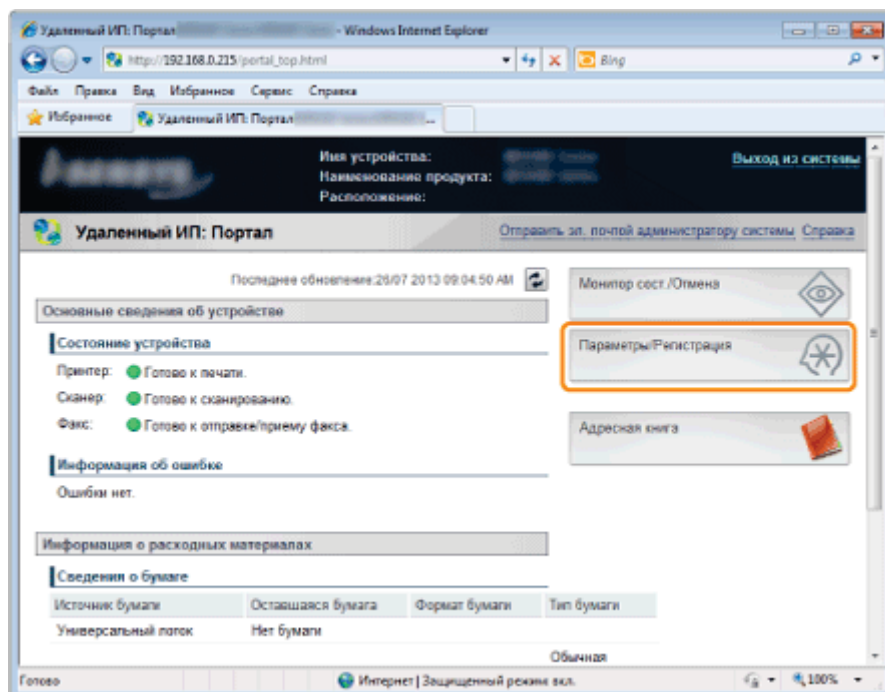 Удаленный ИП: Портал - Windows Internet Explorer
http://192.168.0.215/portal_top.html Bing
Файл Правка Вид Избранное Сервис Справка
Избранное Удаленный ИП: Портал ...
Имя устройства:
Наименование продукта:
Расположение:
Выход из системы
Удаленный ИП: Портал
Отправить эл. почтой администратору системы Справка
Последнее обновление:26/07 2013 09:04:50 AM
Основные сведения об устройстве
Состояние устройства
Принтер: Готово к печати.
Сканер: Готово к сканированию.
Факс: Готово к отправке/приему факса.
Информация об ошибке
Ошибки нет.
Монитор сост./Отмена
Параметры/Регистрация
Адресная книга
Информация о расходных материалах
Сведения о бумаге
Источник бумаги Оставшаяся бумага Формат бумаги Тип бумаги
Универсальный лоток Нет бумаги
Обычная
Готово Интернет | Защищенный режим вкл. 100%